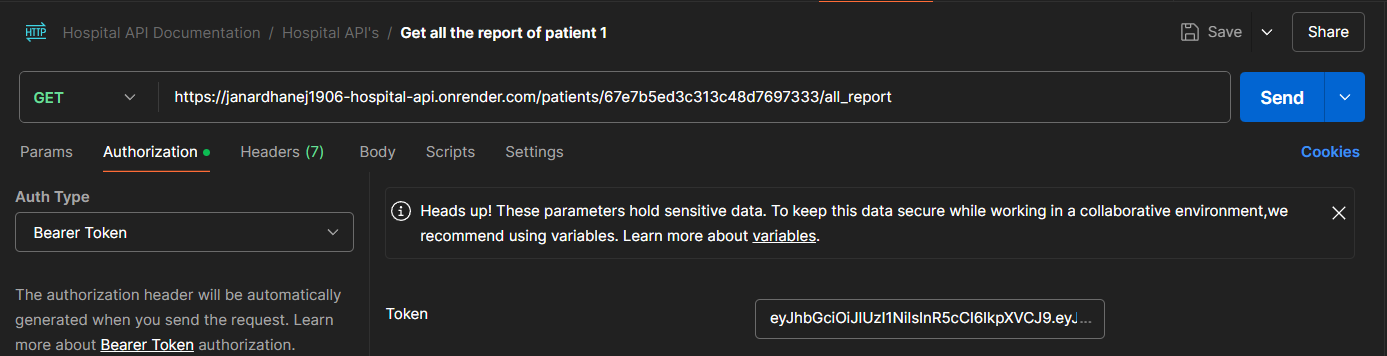 HTTP Hospital API Documentation / Hospital API's / Get all the report of patient 1 Save Share
GET https://janardhanej1906-hospital-api.onrender.com/patients/67e7b5ed3c313c48d7697333/all_report Send
Params Authorization Headers (7) Body Scripts Settings Cookies
Auth Type
Bearer Token
The authorization header will be automatically
generated when you send the request. Learn
more about Bearer Token authorization.
Heads up! These parameters hold sensitive data. To keep this data secure while working in a collaborative environment,we
recommend using variables. Learn more about variables.
Token eyJhbGciOiJIUzI1NiIsInR5cCI6IkpXVCJ9.eyJ...